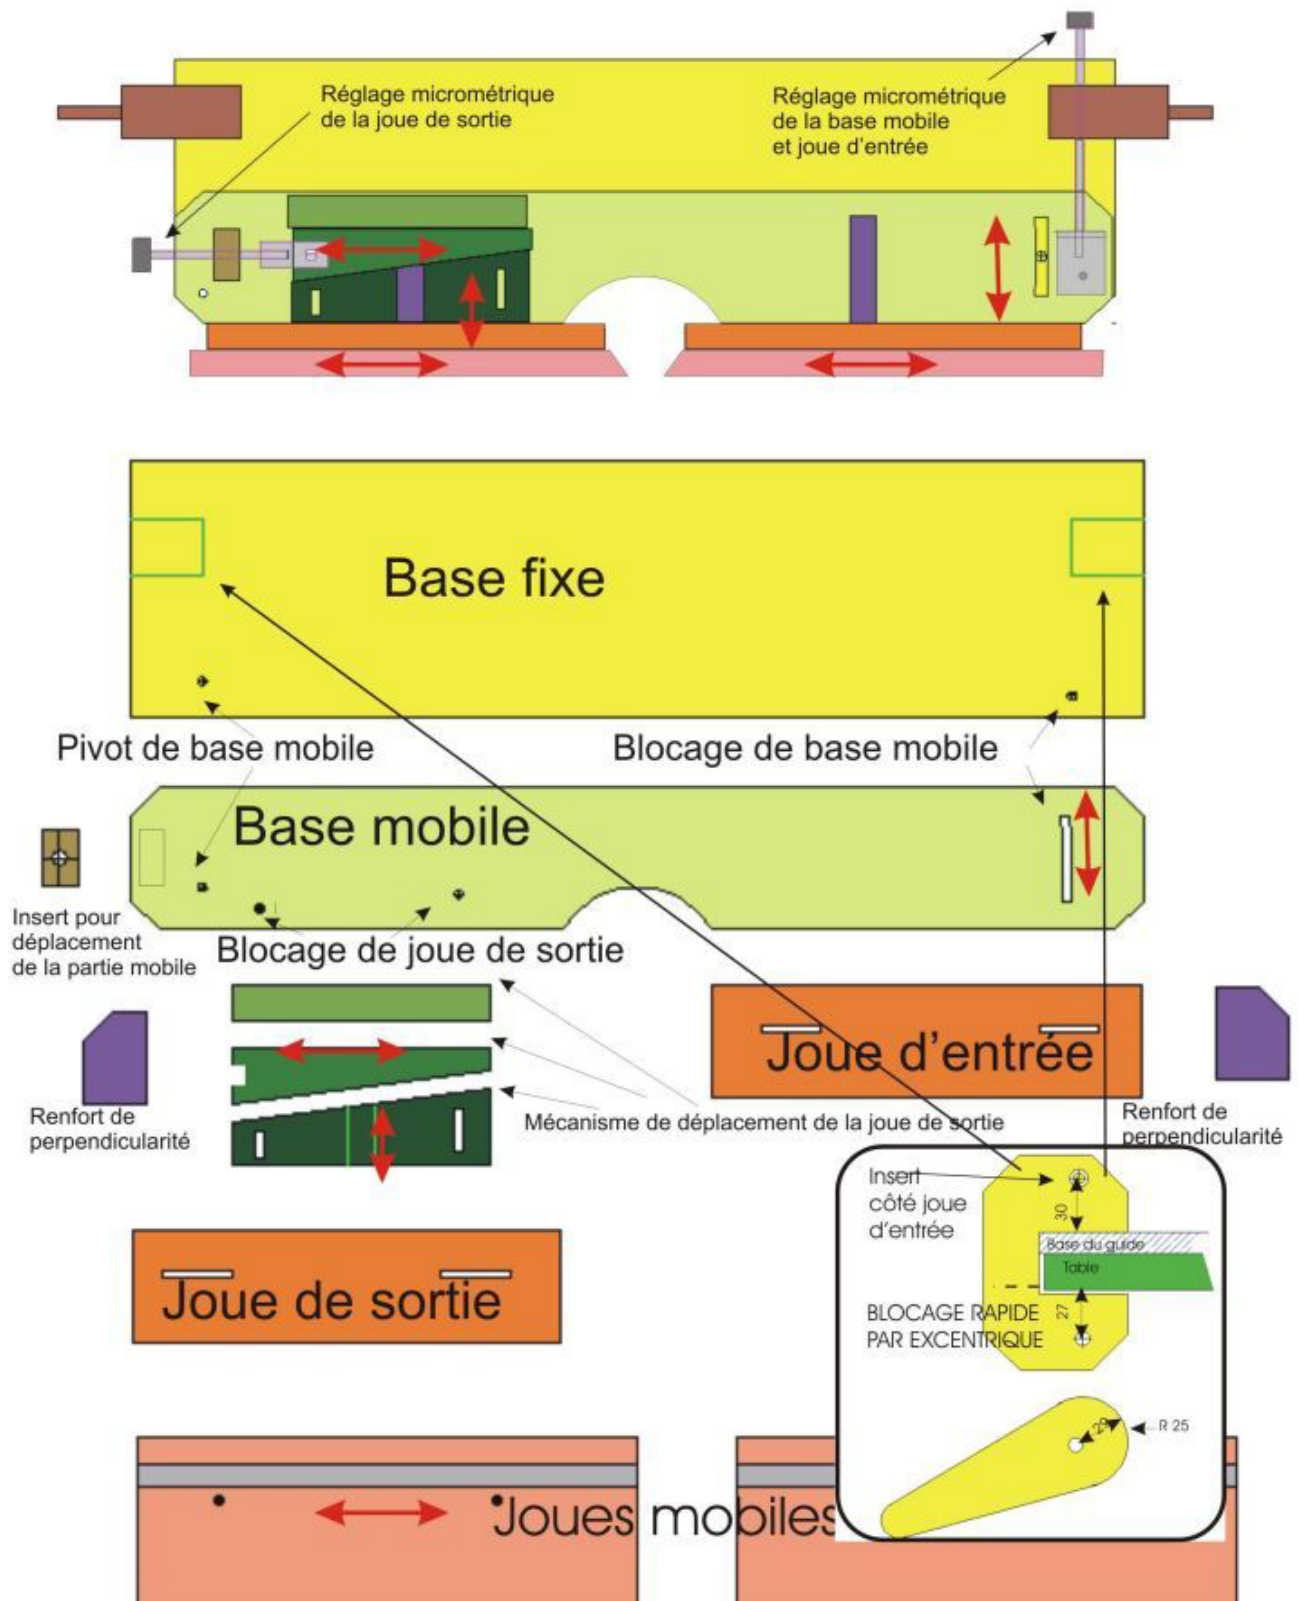 Réglage micrométrique
de la joue de sortie
Réglage micrométrique
de la base mobile
et joue d'entrée
Base fixe
Pivot de base mobile
Blocage de base mobile
Base mobile
Insert pour
déplacement
de la partie mobile
Blocage de joue de sortie
Joue d'entrée
Renfort de
perpendicularité
Mécanisme de déplacement de la joue de sortie
Renfort de
perpendicularité
Insert
côté joue
d'entrée
30
Base du guide
Table
27
BLOCAGE RAPIDE
PAR EXCENTRIQUE
Joue de sortie
R 25
Joues mobiles